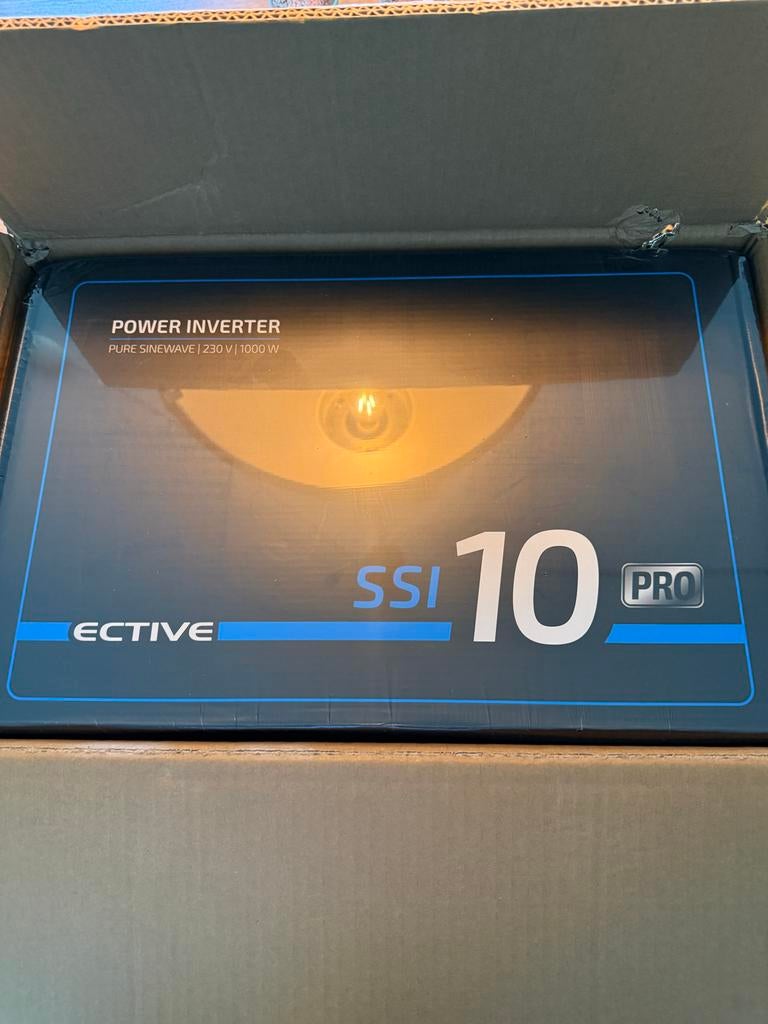 POWER INVERTER
PURE SINEWAVE | 230 V | 1000 W
SSI 10 PRO
ECTIVE